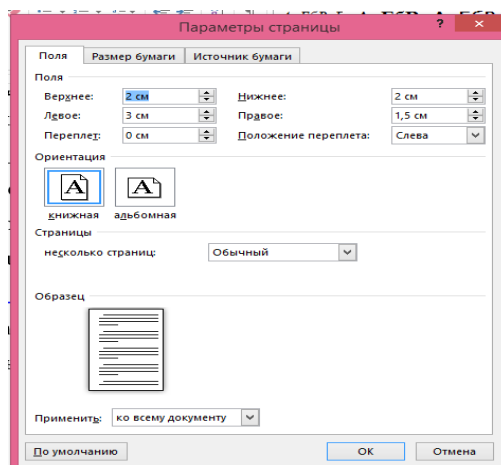 Параметры страницы
? ×
Поля Размер бумаги Источник бумаги
Поля
Верхнее: 2 см Нижнее: 2 см
Левое: 3 см Правое: 1,5 см
Переплет: 0 см Положение переплета: Слева
Ориентация
A A
книжная альбомная
Страницы
несколько страниц: Обычный
Образец
Применить: ко всему документу
По умолчанию ОК Отмена